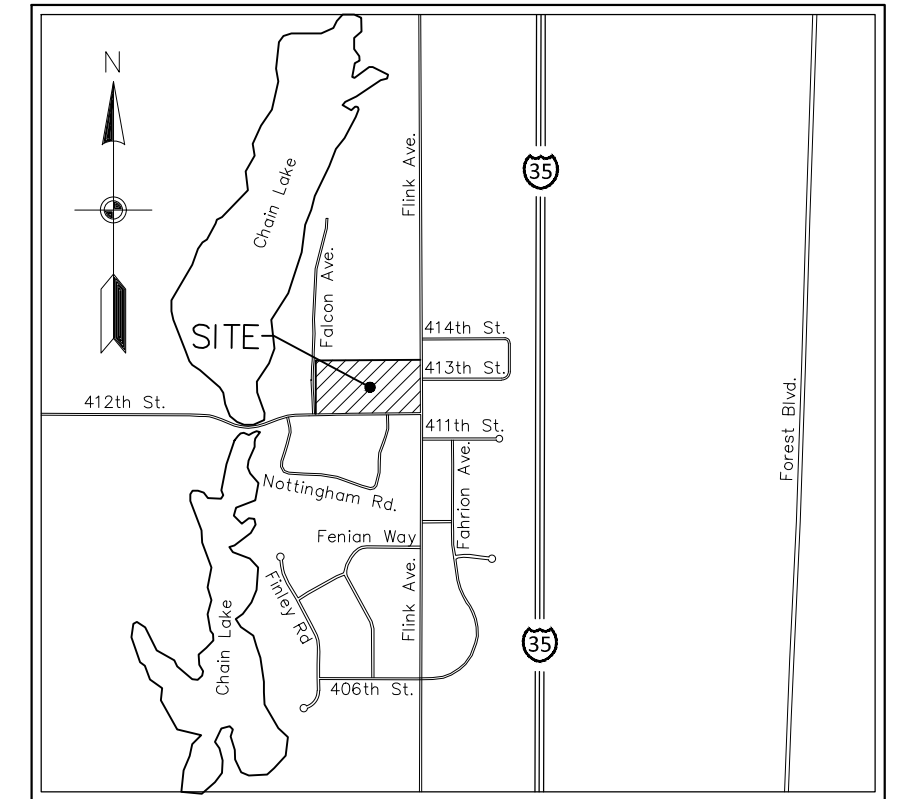 N
Chain Lake
Flink Ave.
35
Falcon Ave.
SITE
414th St.
413th St.
412th St.
411th St.
Nottingham Rd.
Fahrion Ave.
Forest Blvd.
Fenian Way
Finley Rd
Flink Ave.
Chain Lake
35
406th St.